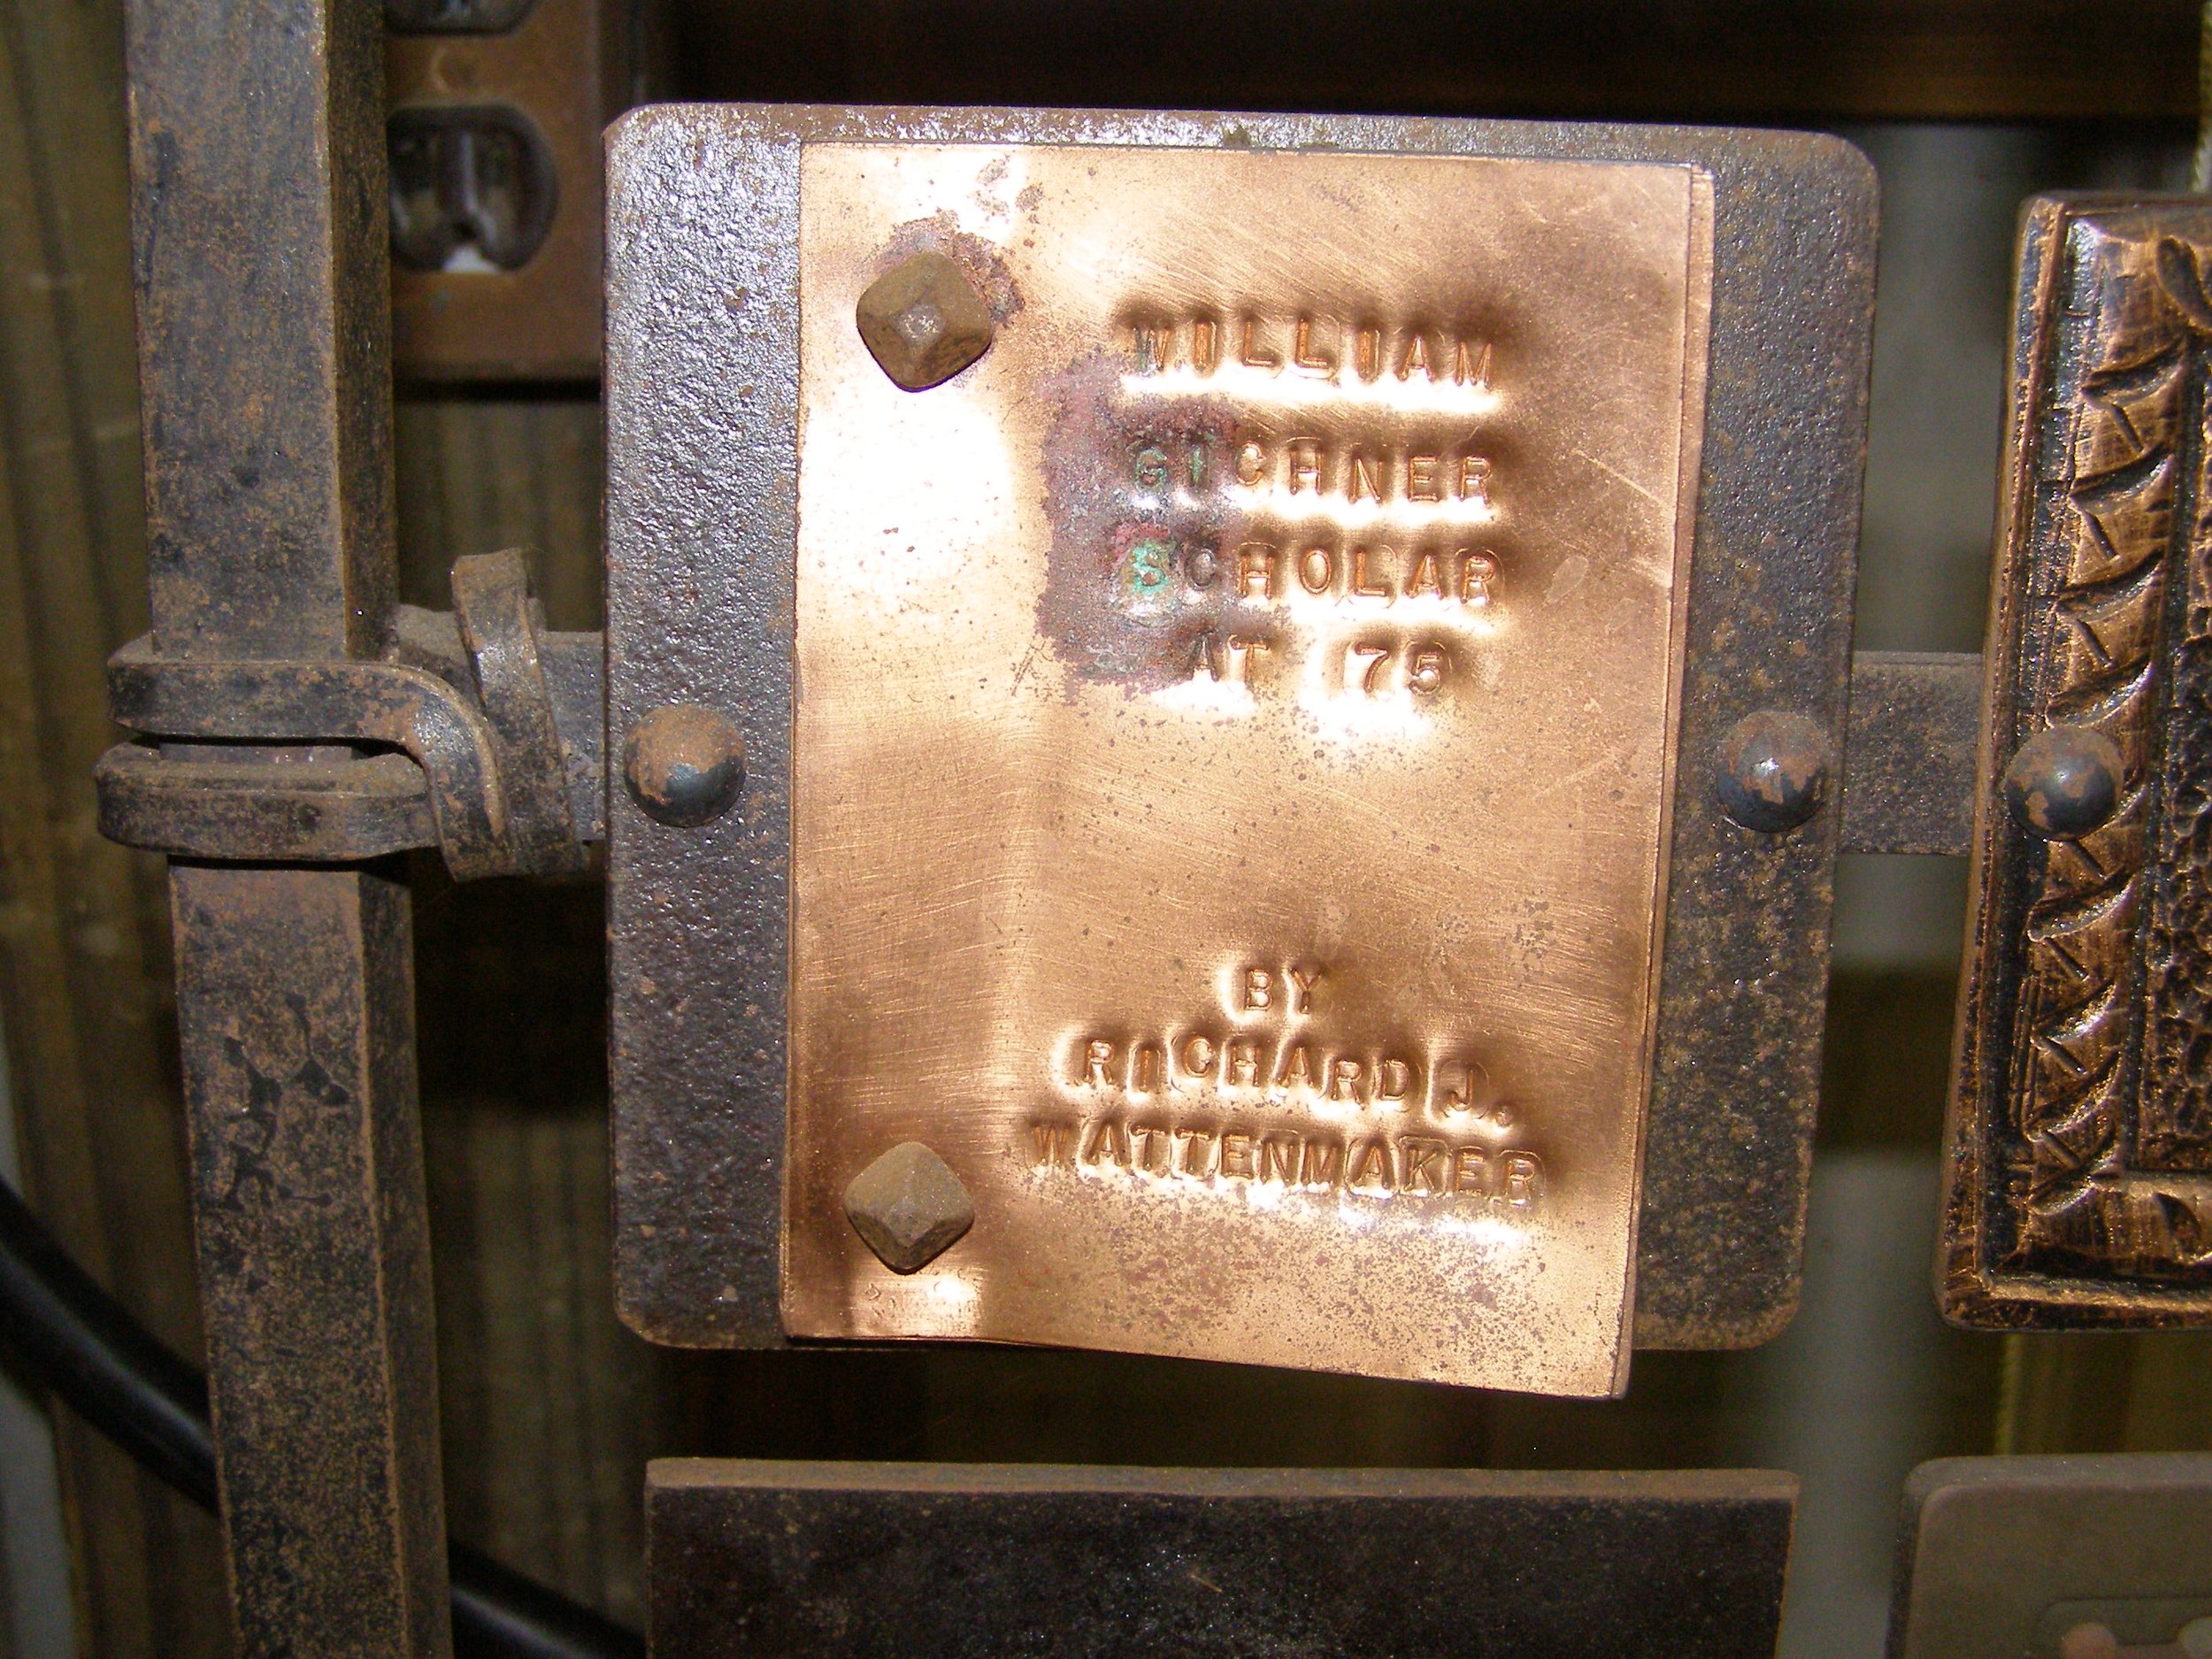 WILLIAM
GICHNER
SCHOLAR
AT 75
BY
RICHARD J.
WATTENMAKER